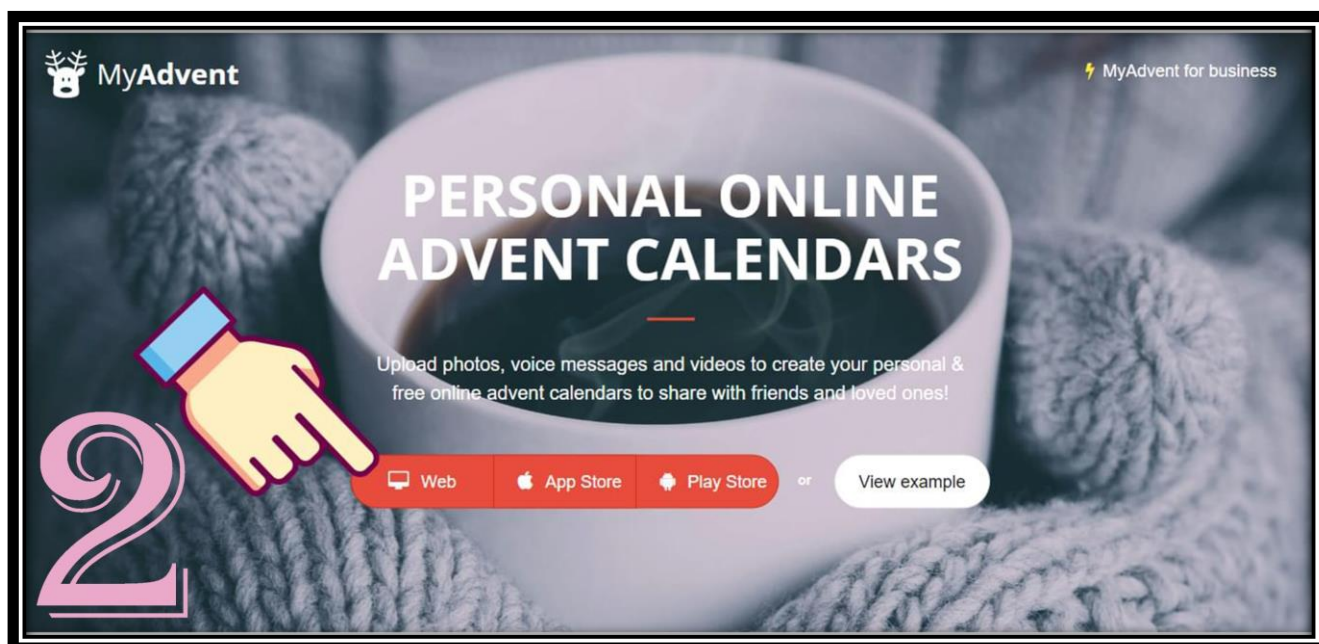 MyAdvent
MyAdvent for business
PERSONAL ONLINE
ADVENT CALENDARS
Upload photos, voice messages and videos to create your personal &
free online advent calendars to share with friends and loved ones!
Web App Store Play Store or View example
2